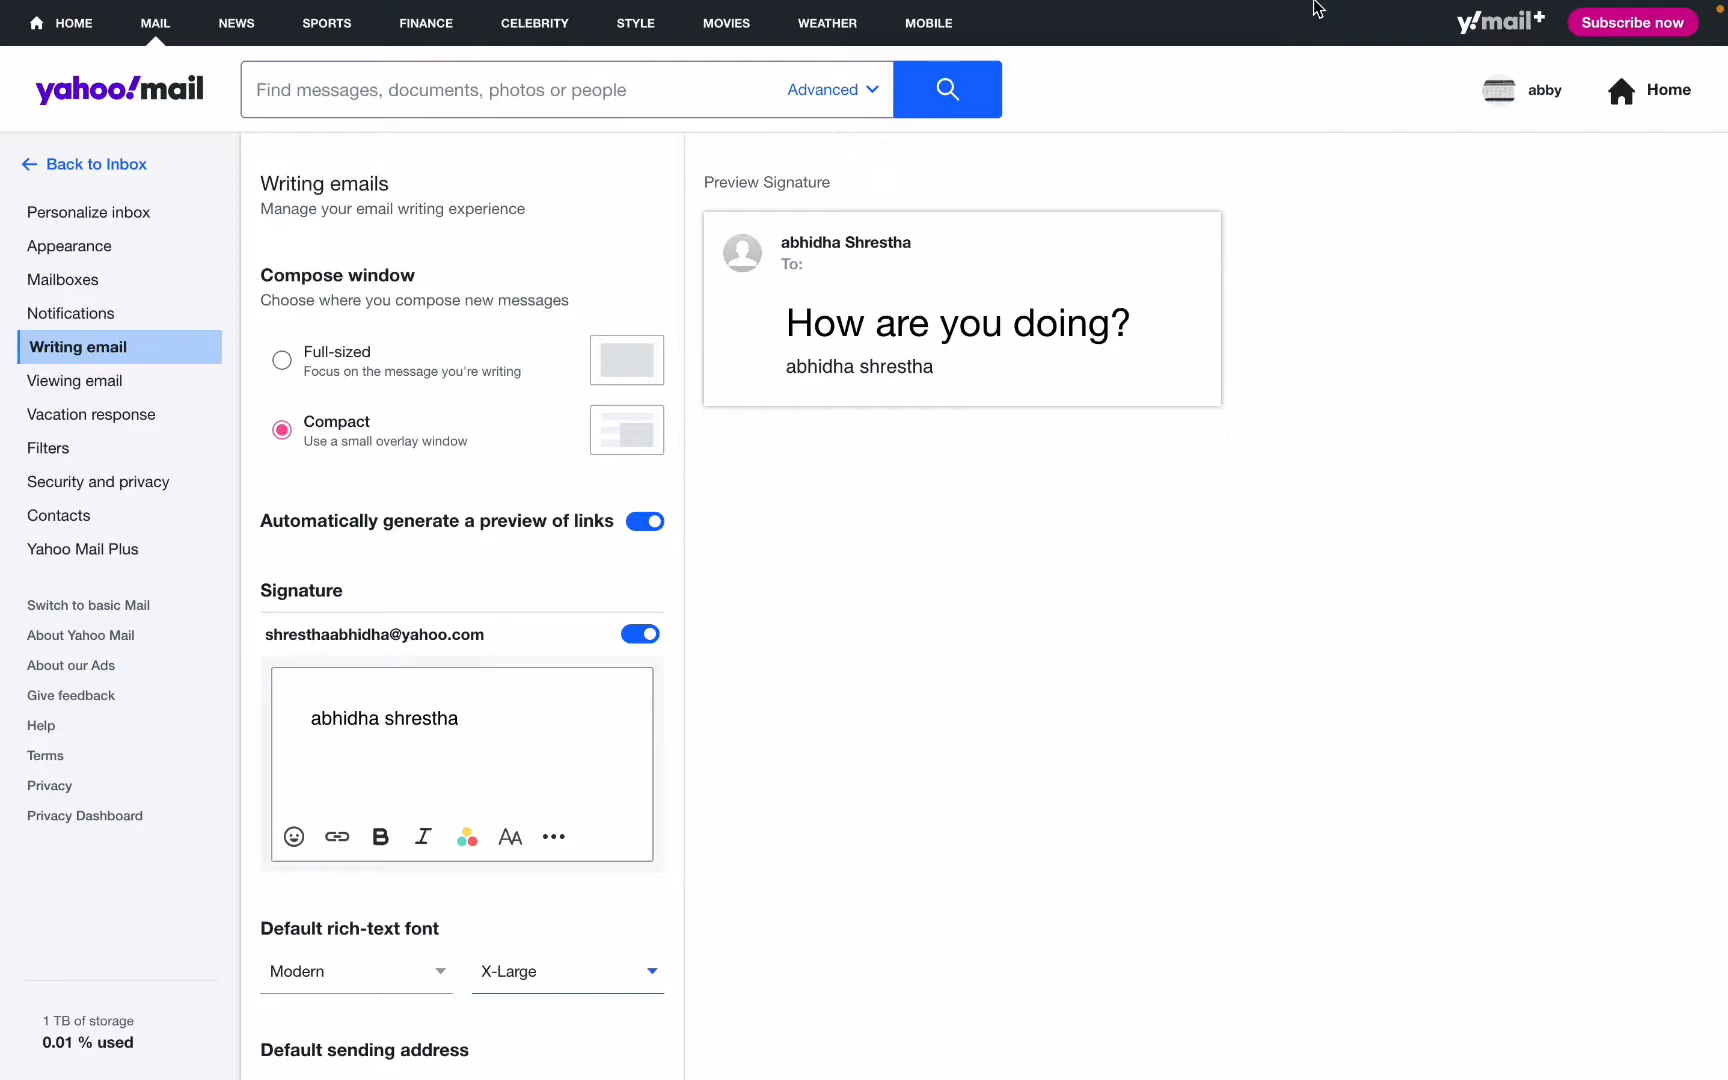 HOME MAIL NEWS SPORTS FINANCE CELEBRITY STYLE MOVIES WEATHER MOBILE
y!mail+ Subscribe now
yahoo!mail
Find messages, documents, photos or people Advanced
abby Home
Back to Inbox
Personalize inbox
Appearance
Mailboxes
Notifications
Writing email
Viewing email
Vacation response
Filters
Security and privacy
Contacts
Yahoo Mail Plus
Switch to basic Mail
About Yahoo Mail
About our Ads
Give feedback
Help
Terms
Privacy
Privacy Dashboard
1 TB of storage
0.01 % used
Writing emails
Manage your email writing experience
Compose window
Choose where you compose new messages
Full-sized
Focus on the message you're writing
Compact
Use a small overlay window
Automatically generate a preview of links
Signature
shresthaabhidha@yahoo.com
abhidha shrestha
B I AA
Default rich-text font
Modern X-Large
Default sending address
Preview Signature
abhidha Shrestha
To:
How are you doing?
abhidha shrestha